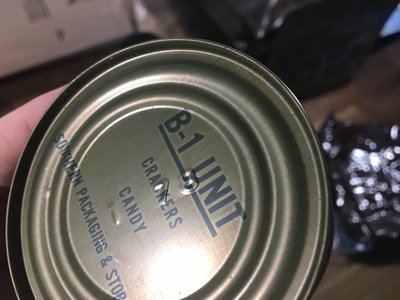 B-1 UNIT
CRACKERS
CANDY
PACKAGING & STOR